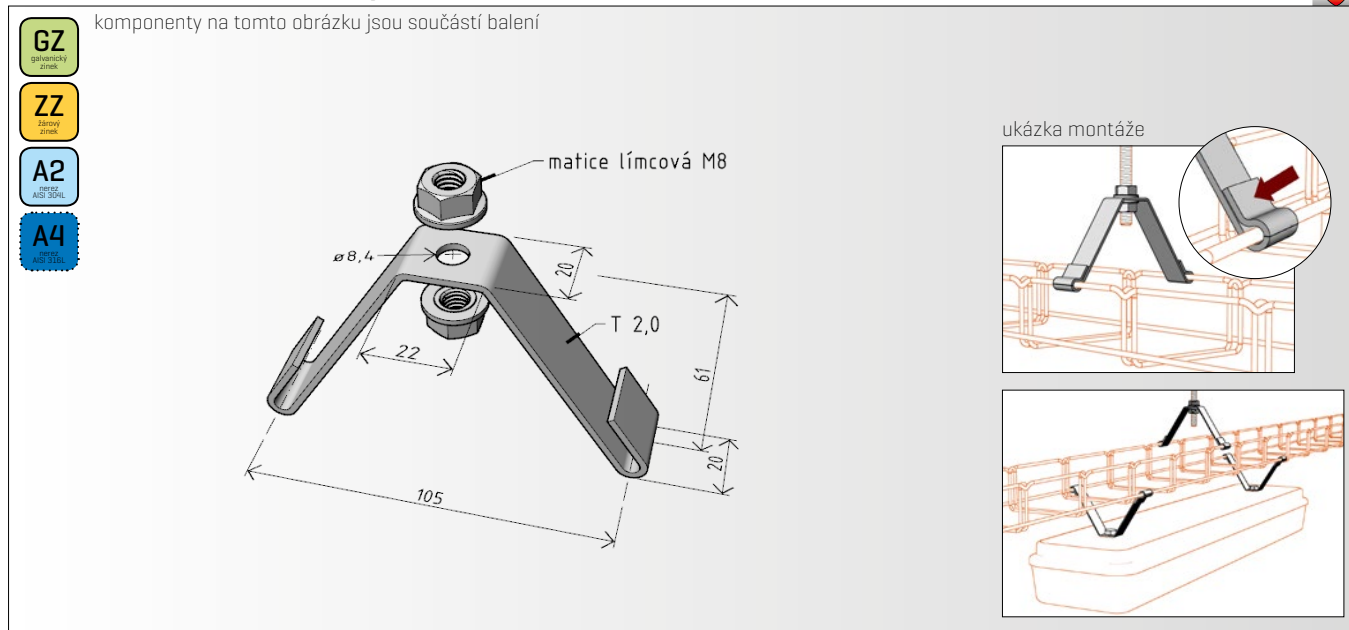 komponenty na tomto obrázku jsou součástí balení
GZ
galvanický
zinek
ZZ
žárový
zinek
A2
nerez
AISI 304L
A4
nerez
AISI 316L
matice límcová M8
ø8,4
20
T 2,0
22
61
20
105
ukázka montáže